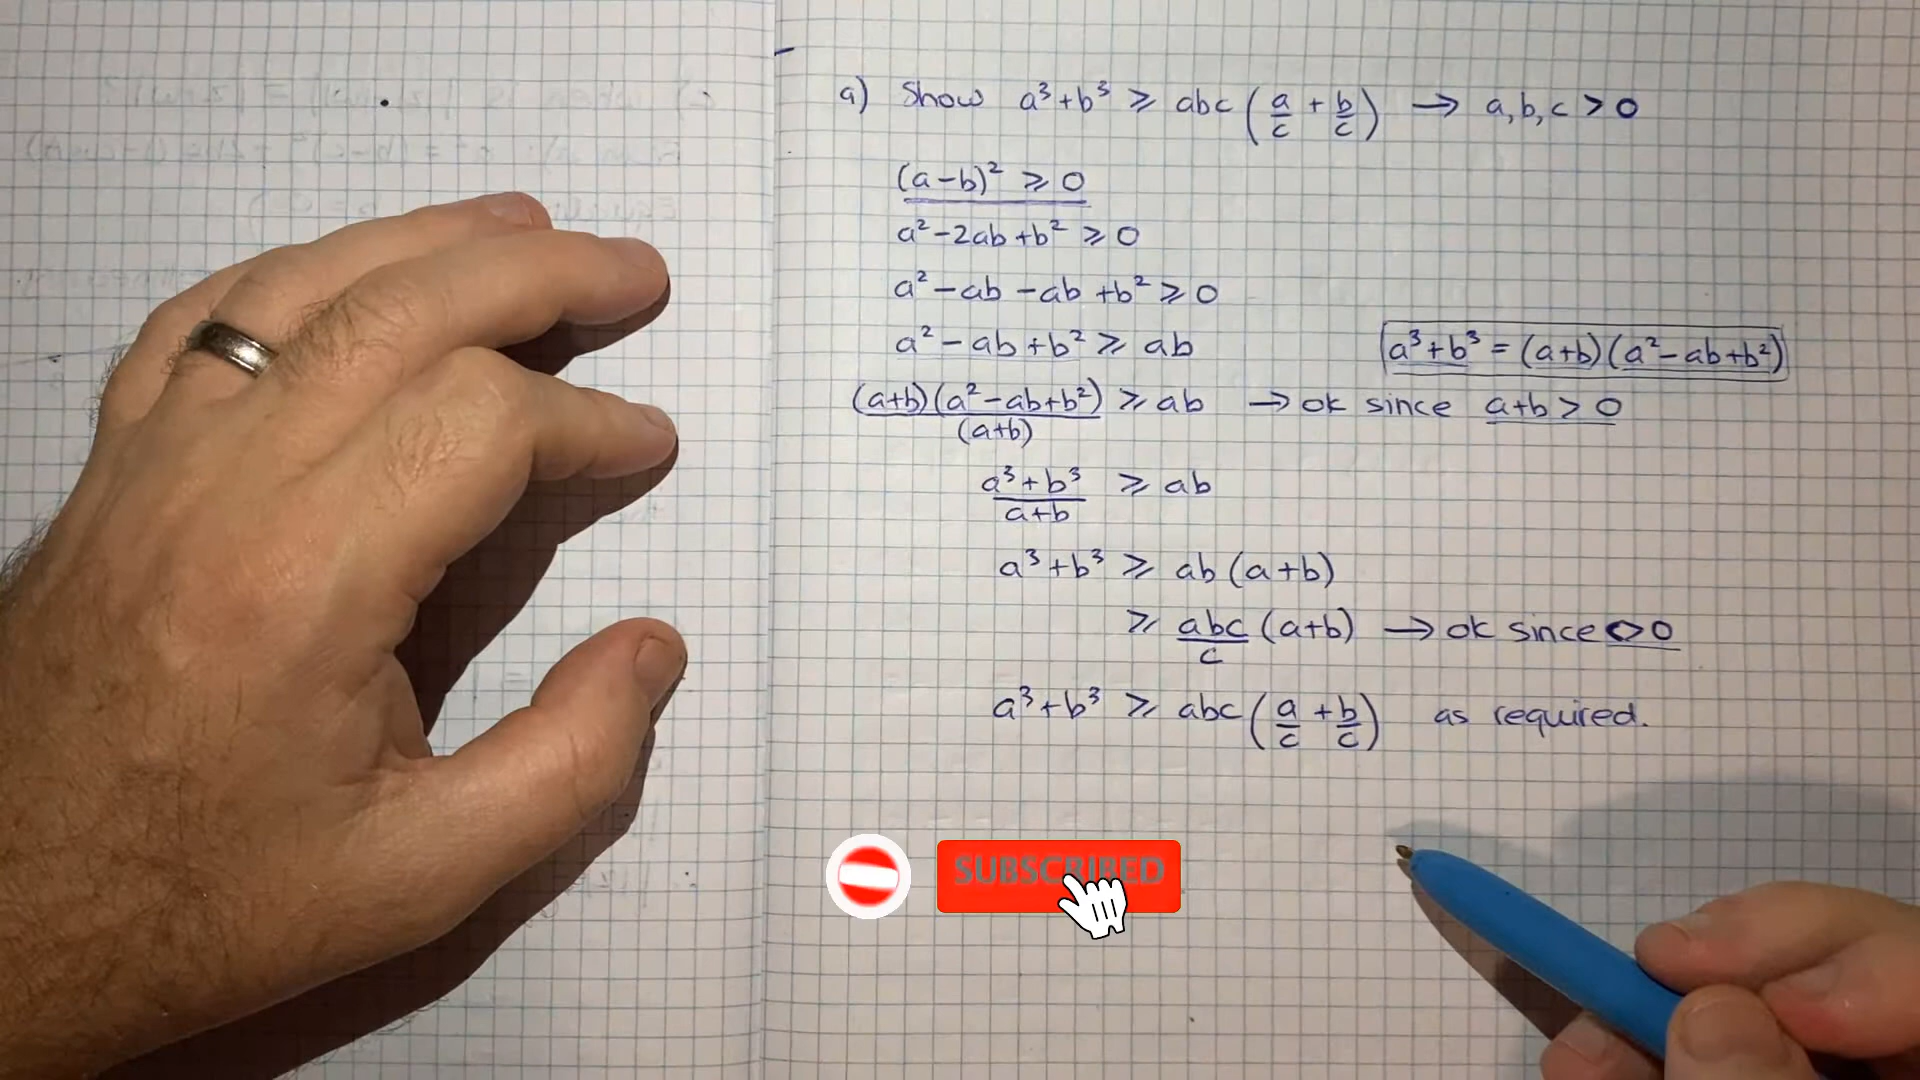 a) Show a³+b³ ⩾ abc (a/c + b/c) → a, b, c > 0
(a-b)² ⩾ 0
a² - 2ab + b² ⩾ 0
a² - ab - ab + b² ⩾ 0
a² - ab + b² ⩾ ab
a³+b³ = (a+b)(a²-ab+b²)
(a+b)(a²-ab+b²)/(a+b) ⩾ ab → ok since a+b > 0
a³+b³/a+b ⩾ ab
a³+b³ ⩾ ab (a+b)
⩾ abc/c (a+b) → ok since c>0
a³+b³ ⩾ abc (a/c + b/c) as required.
SUBSCRIBED